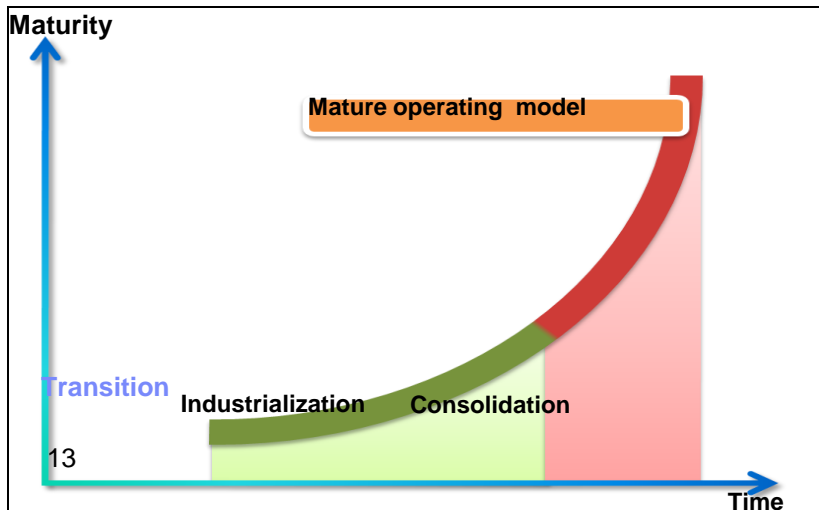 Maturity
Mature operating model
Transition
Industrialization
Consolidation
13
Time